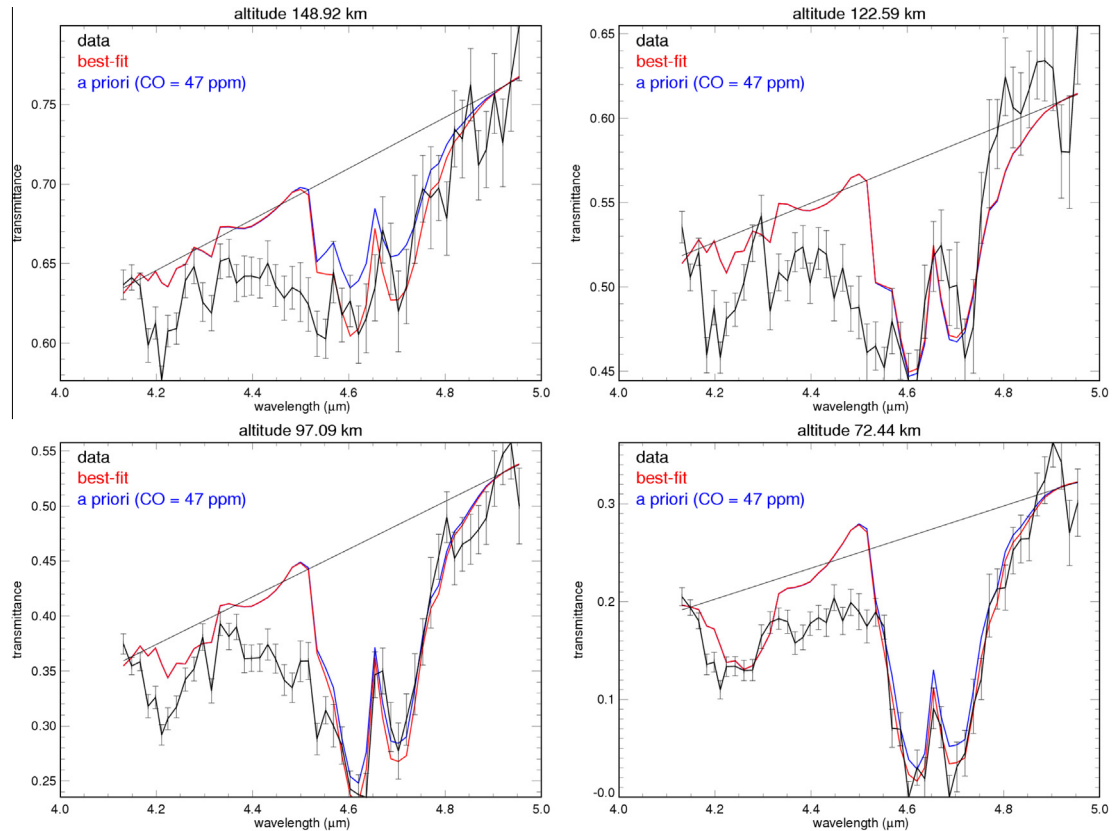 altitude 148.92 km
data
best-fit
a priori (CO = 47 ppm)
transmittance
0.75
0.70
0.65
0.60
4.0 4.2 4.4 4.6 4.8 5.0
wavelength (μm)
altitude 122.59 km
data
best-fit
a priori (CO = 47 ppm)
transmittance
0.65
0.60
0.55
0.50
0.45
4.0 4.2 4.4 4.6 4.8 5.0
wavelength (μm)
altitude 97.09 km
data
best-fit
a priori (CO = 47 ppm)
transmittance
0.55
0.50
0.45
0.40
0.35
0.30
0.25
4.0 4.2 4.4 4.6 4.8 5.0
wavelength (μm)
altitude 72.44 km
data
best-fit
a priori (CO = 47 ppm)
transmittance
0.3
0.2
0.1
-0.0
4.0 4.2 4.4 4.6 4.8 5.0
wavelength (μm)